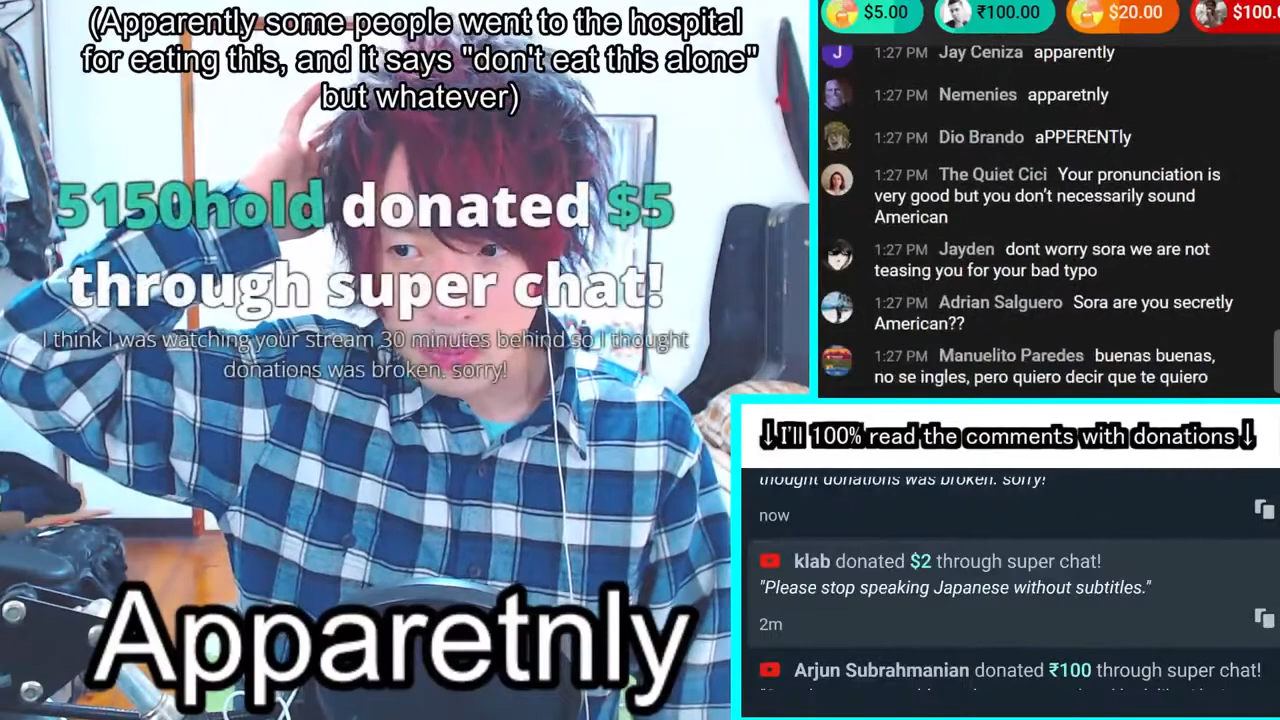 (Apparently some people went to the hospital
for eating this, and it says "don't eat this alone"
but whatever)
5150hold donated $5
through super chat!
I think I was watching your stream 30 minutes behind so I thought
donations was broken. sorry!
Apparetnly
$5.00 ₹100.00 $20.00 $100.
J 1:27 PM Jay Ceniza apparently
1:27 PM Nemenies apparetnly
1:27 PM Dio Brando aPPERENTly
1:27 PM The Quiet Cici Your pronunciation is
very good but you don't necessarily sound
American
1:27 PM Jayden dont worry sora we are not
teasing you for your bad typo
1:27 PM Adrian Salguero Sora are you secretly
American??
1:27 PM Manuelito Paredes buenas buenas,
no se ingles, pero quiero decir que te quiero
↓I'll 100% read the comments with donations↓
thought donations was broken. sorry!
now
klab donated $2 through super chat!
"Please stop speaking Japanese without subtitles."
2m
Arjun Subrahmanian donated ₹100 through super chat!